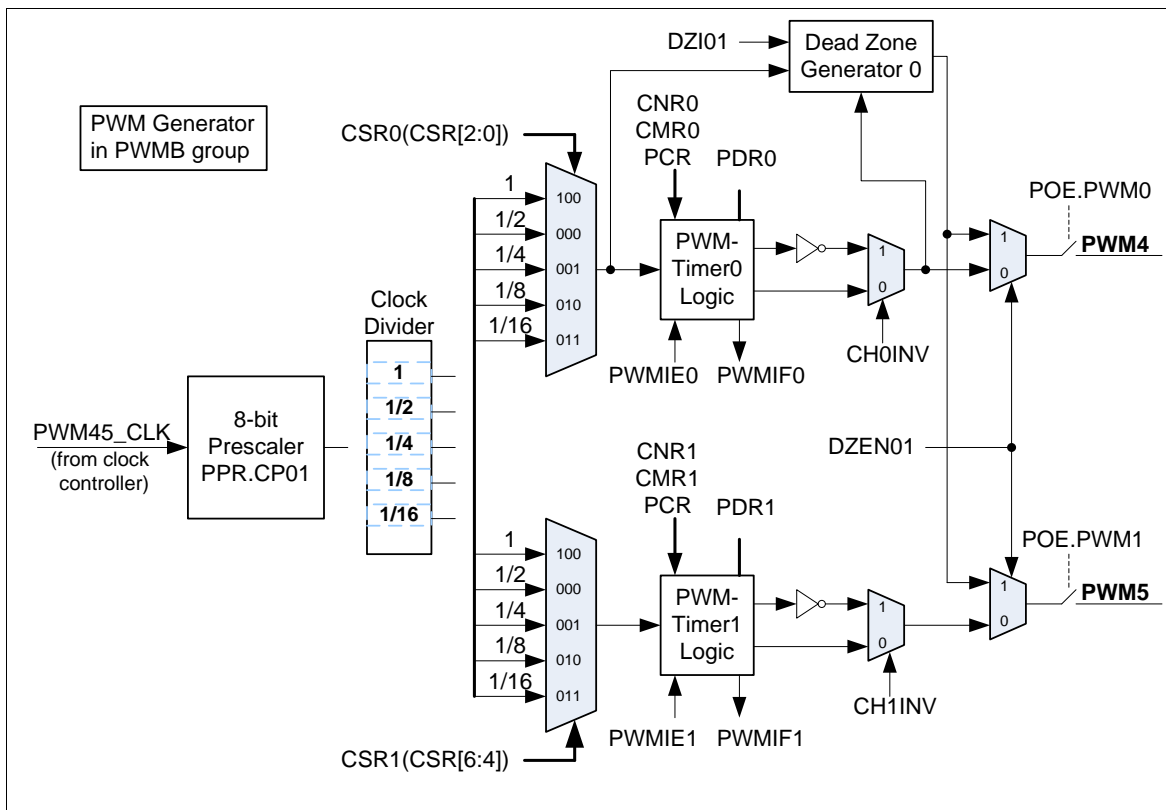 PWM Generator
in PWMB group
DZI01
Dead Zone
Generator 0
CSR0(CSR[2:0])
CNR0
CMR0
PCR
PDR0
1
1/2
1/4
1/8
1/16
100
000
001
010
011
PWM-
Timer0
Logic
1
0
CH0INV
PWMIE0
PWMIF0
1
0
POE.PWM0
PWM4
Clock
Divider
1
1/2
1/4
1/8
1/16
PWM45_CLK
(from clock
controller)
8-bit
Prescaler
PPR.CP01
DZEN01
CNR1
CMR1
PCR
PDR1
1
1/2
1/4
1/8
1/16
100
000
001
010
011
PWM-
Timer1
Logic
1
0
CH1INV
PWMIE1
PWMIF1
1
0
POE.PWM1
PWM5
CSR1(CSR[6:4])